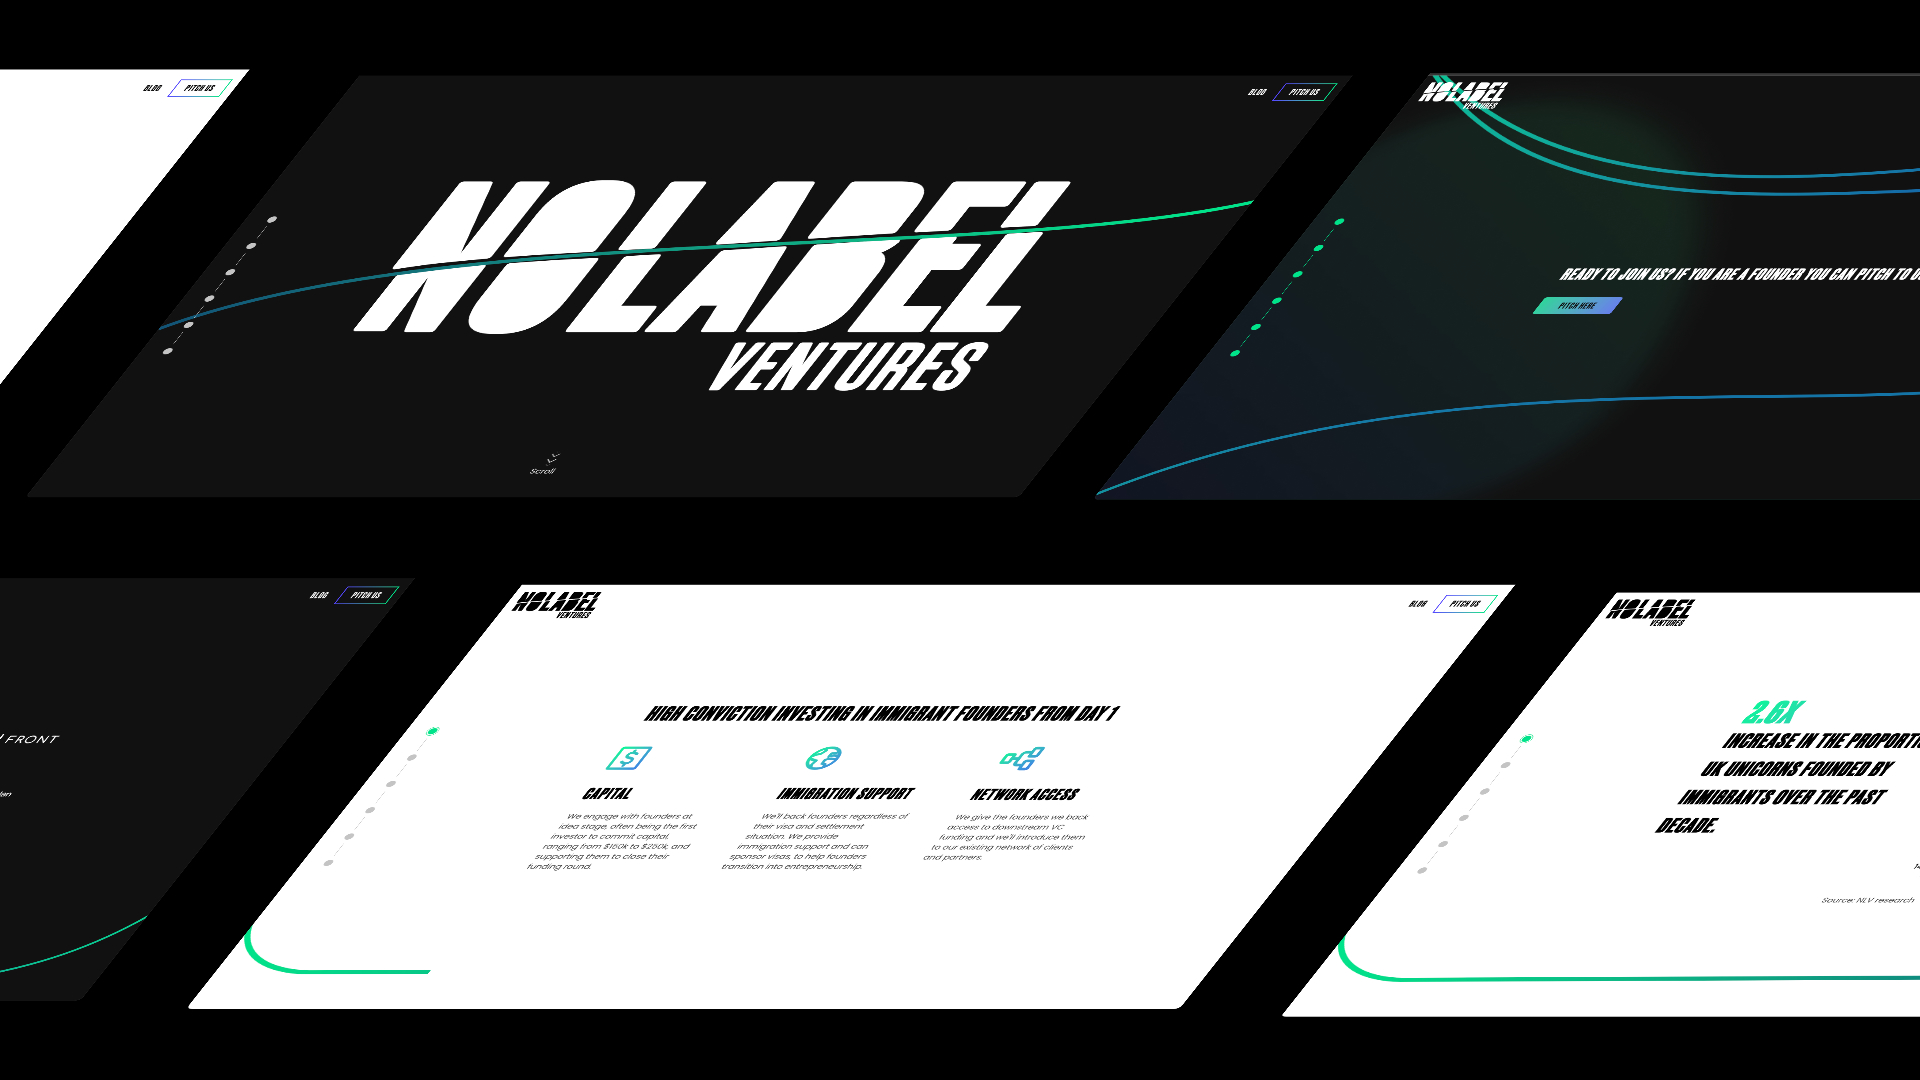 BLOG
PITCH US
NOLABEL
VENTURES
Scroll
BLOG
PITCH US
NOLABEL
VENTURES
READY TO JOIN US? IF YOU ARE A FOUNDER YOU CAN PITCH TO
PITCH HERE
FRONT
BLOG
PITCH US
NOLABEL
VENTURES
BLOG
PITCH US
HIGH CONVICTION INVESTING IN IMMIGRANT FOUNDERS FROM DAY 1
CAPITAL
We engage with founders at
idea stage, often being the first
investor to commit capital,
ranging from $150k to $250k, and
supporting them to close their
funding round.
IMMIGRATION SUPPORT
We'll back founders regardless of
their visa and settlement
situation. We provide
immigration support and can
sponsor visas, to help founders
transition into entrepreneurship.
NETWORK ACCESS
We give the founders we back
access to downstream VC
funding and we'll introduce them
to our existing network of clients
and partners.
NOLABEL
VENTURES
2.6X
INCREASE IN THE
UK UNICORNS FOUNDED BY
IMMIGRANTS OVER THE PAST
DECADE.
Source: NLV research